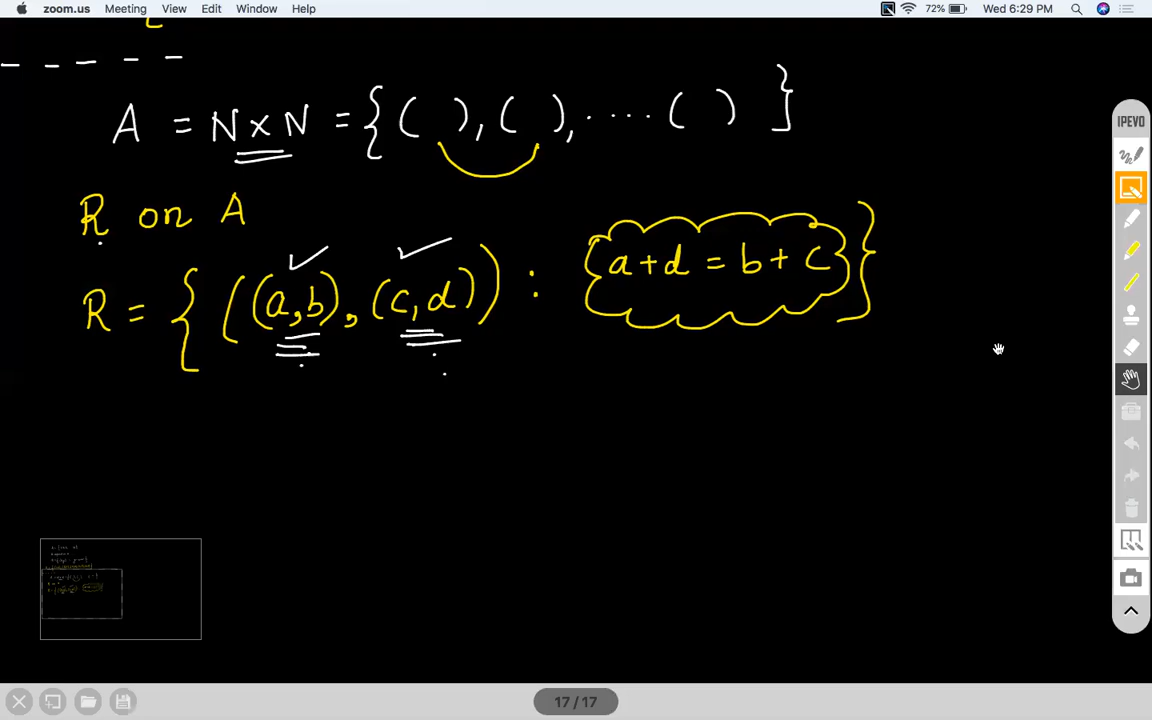 zoom.us Meeting View Edit Window Help 72% Wed 6:29 PM
- - - - -
A = N × N = { ( ), ( ), .... ( ) }
R on A
R = { ((a,b), (c,d)) : {a+d = b+c} }
IPEVO
17 / 17